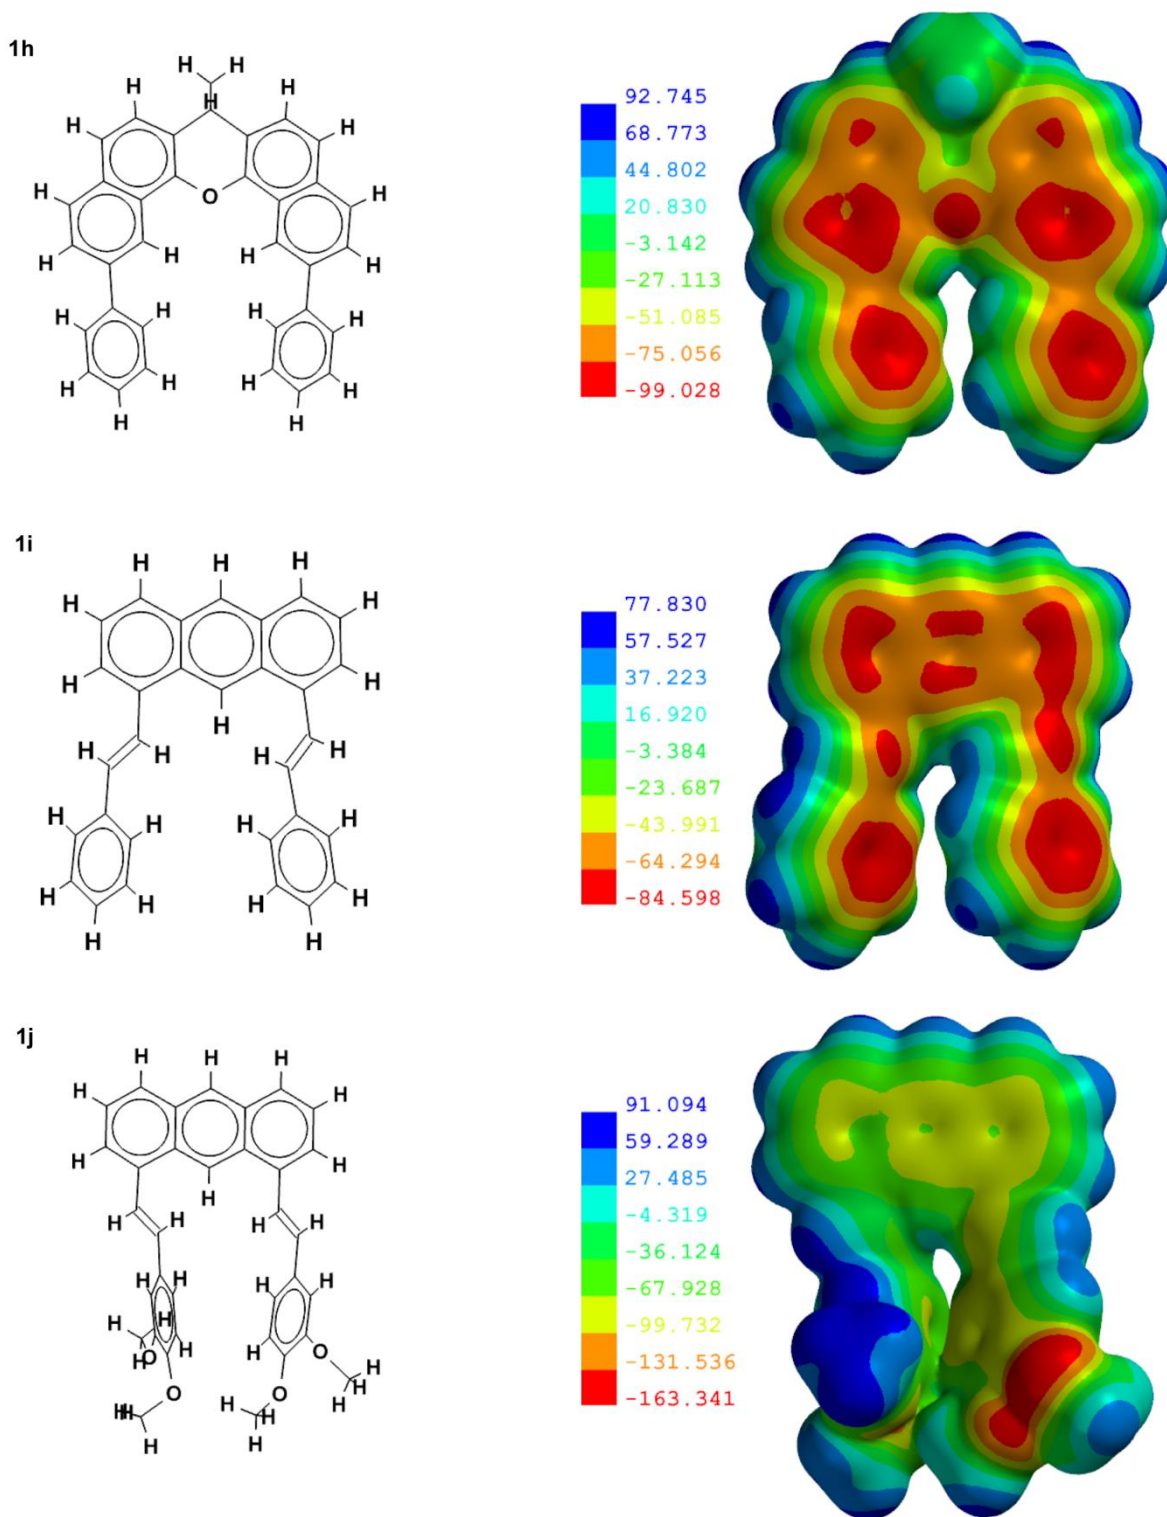 1h
H H
H H H H
H H
92.745
68.773
44.802
20.830
-3.142
-27.113
-51.085
-75.056
-99.028
H O H
H H H H
H H H H
H H H H
H H
1i
H H H
H H
77.830
57.527
37.223
16.920
-3.384
-23.687
-43.991
-64.294
-84.598
H H H
H H H H
H H H H
H H H H
H H
1j
H H H
H H
91.094
59.289
27.485
-4.319
-36.124
-67.928
-99.732
-131.536
-163.341
H H H
H H H H
H H H H
H H
H O H H O H
H O O H
H H H
H H